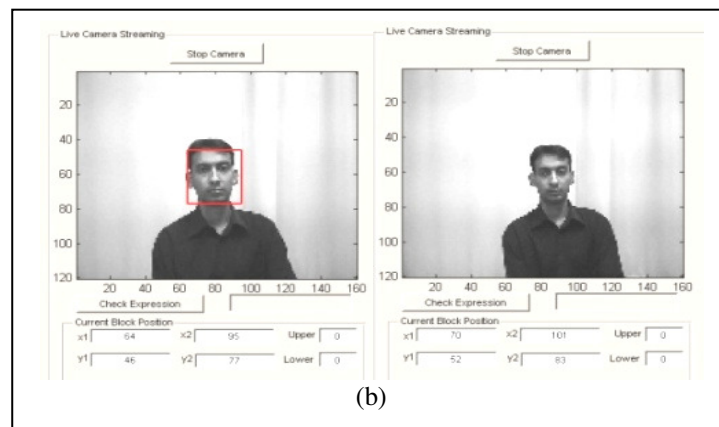 Live Camera Streaming
Stop Camera
20
40
60
80
100
120
20 40 60 80 100 120 140 160
Check Expression
Current Block Position
x1 64 x2 95 Upper 0
y1 46 y2 77 Lower 0
Live Camera Streaming
Stop Camera
20
40
60
80
100
120
20 40 60 80 100 120 140 160
Check Expression
Current Block Position
x1 70 x2 101 Upper 0
y1 52 y2 83 Lower 0
(b)